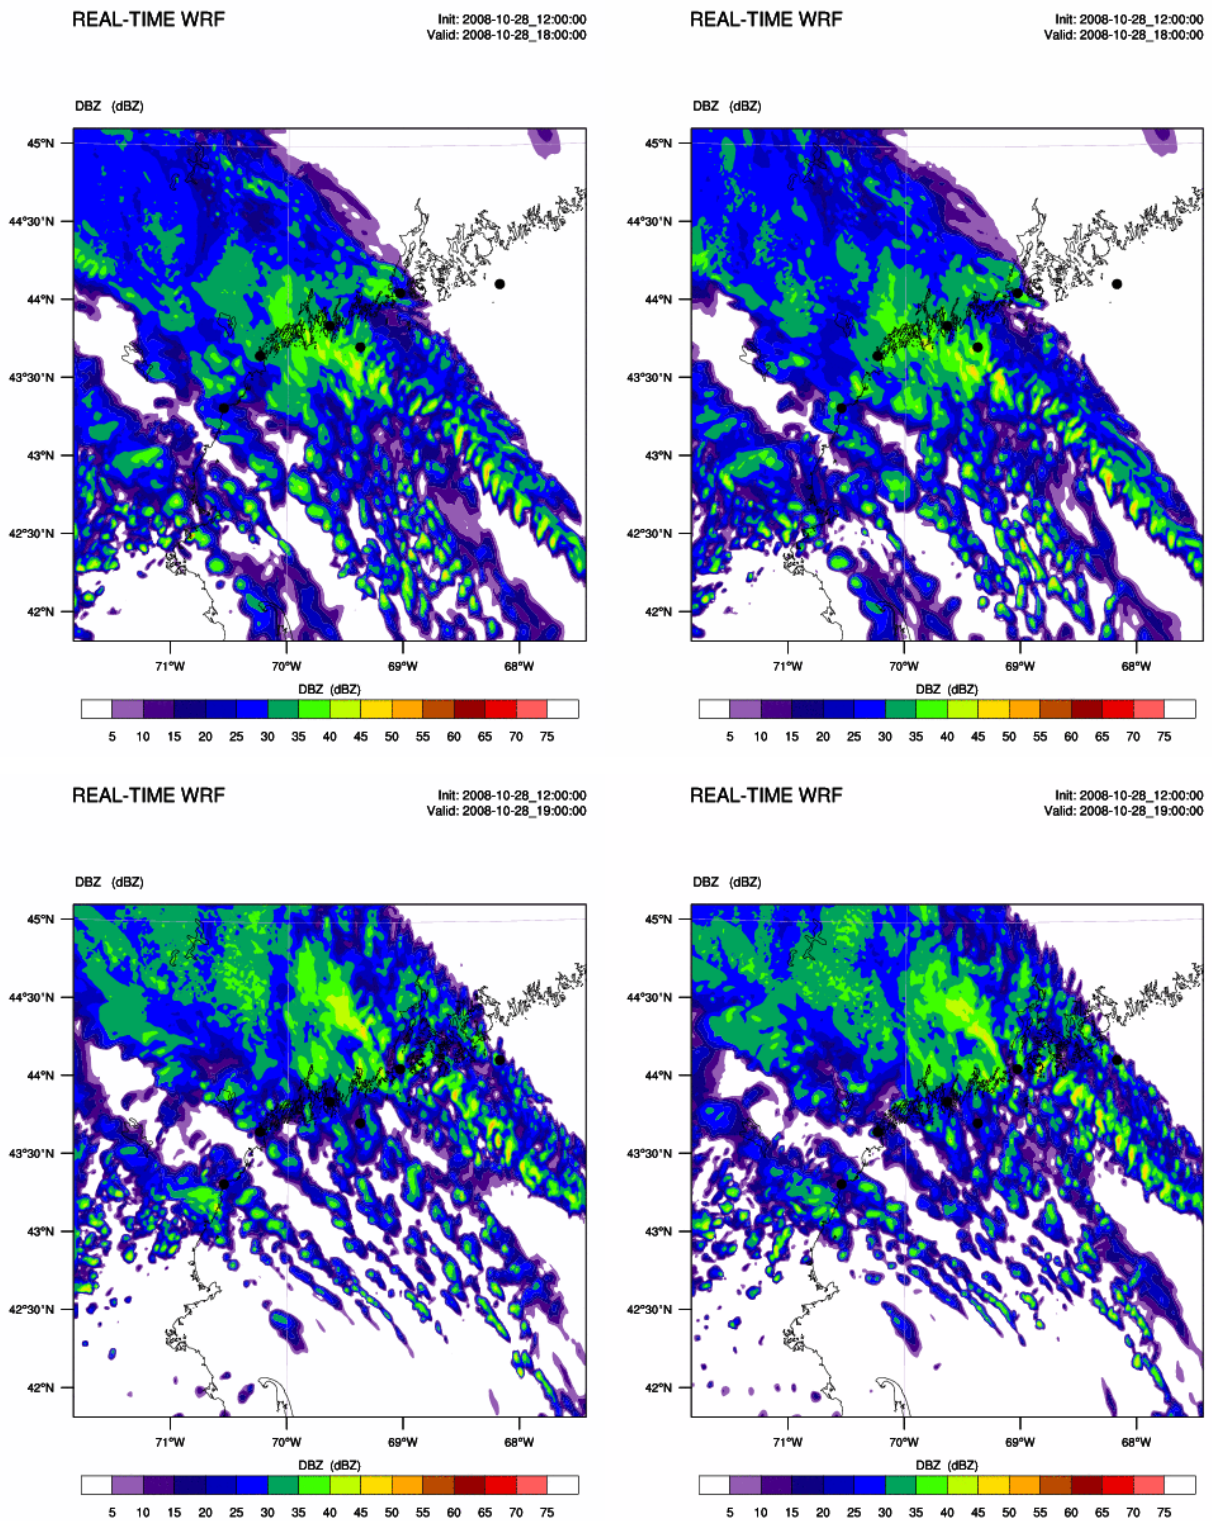 REAL-TIME WRF Init: 2008-10-28_12:00:00
Valid: 2008-10-28_18:00:00
DBZ (dBZ)
45°N
44°30'N
44°N
43°30'N
43°N
42°30'N
42°N
71°W 70°W 69°W 68°W
DBZ (dBZ)
5 10 15 20 25 30 35 40 45 50 55 60 65 70 75
REAL-TIME WRF Init: 2008-10-28_12:00:00
Valid: 2008-10-28_18:00:00
DBZ (dBZ)
45°N
44°30'N
44°N
43°30'N
43°N
42°30'N
42°N
71°W 70°W 69°W 68°W
DBZ (dBZ)
5 10 15 20 25 30 35 40 45 50 55 60 65 70 75
REAL-TIME WRF Init: 2008-10-28_12:00:00
Valid: 2008-10-28_19:00:00
DBZ (dBZ)
45°N
44°30'N
44°N
43°30'N
43°N
42°30'N
42°N
71°W 70°W 69°W 68°W
DBZ (dBZ)
5 10 15 20 25 30 35 40 45 50 55 60 65 70 75
REAL-TIME WRF Init: 2008-10-28_12:00:00
Valid: 2008-10-28_19:00:00
DBZ (dBZ)
45°N
44°30'N
44°N
43°30'N
43°N
42°30'N
42°N
71°W 70°W 69°W 68°W
DBZ (dBZ)
5 10 15 20 25 30 35 40 45 50 55 60 65 70 75